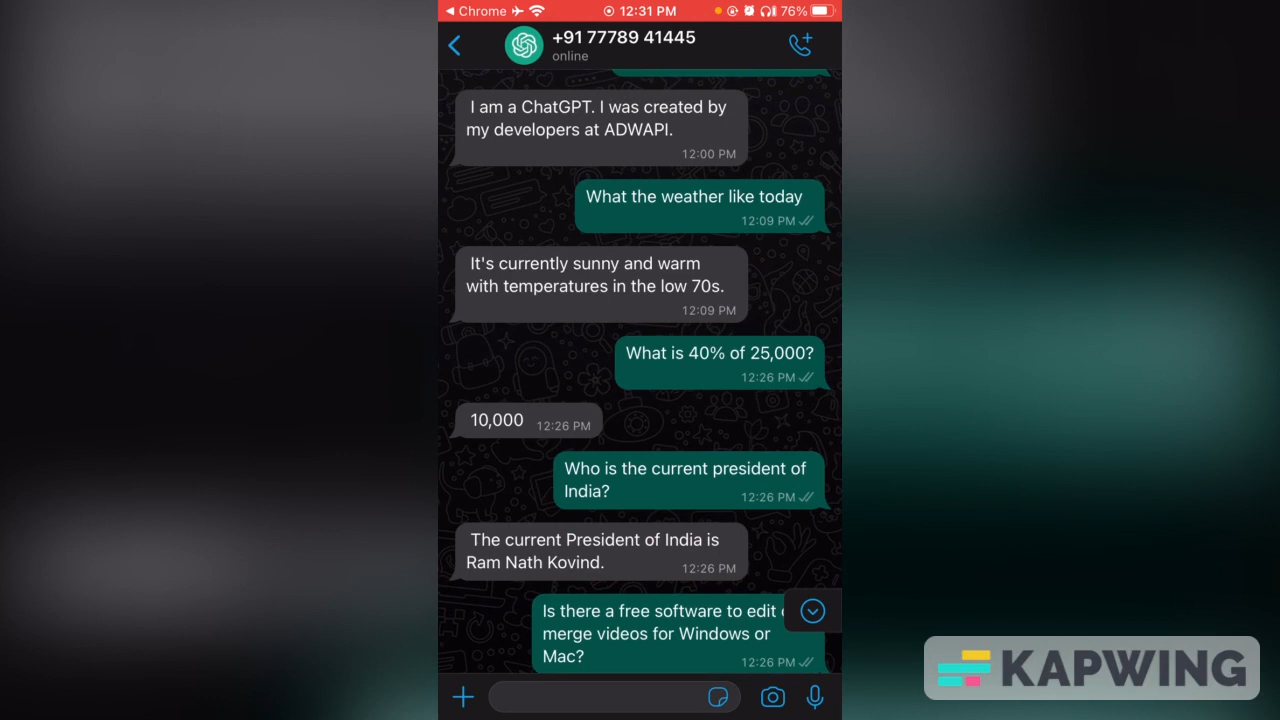 Chrome
12:31 PM
76%
+91 77789 41445
online
I am a ChatGPT. I was created by
my developers at ADWAPI.
12:00 PM
What the weather like today
12:09 PM
It's currently sunny and warm
with temperatures in the low 70s.
12:09 PM
What is 40% of 25,000?
12:26 PM
10,000 12:26 PM
Who is the current president of
India?
12:26 PM
The current President of India is
Ram Nath Kovind.
12:26 PM
Is there a free software to edit
merge videos for Windows or
Mac?
12:26 PM
KAPWING